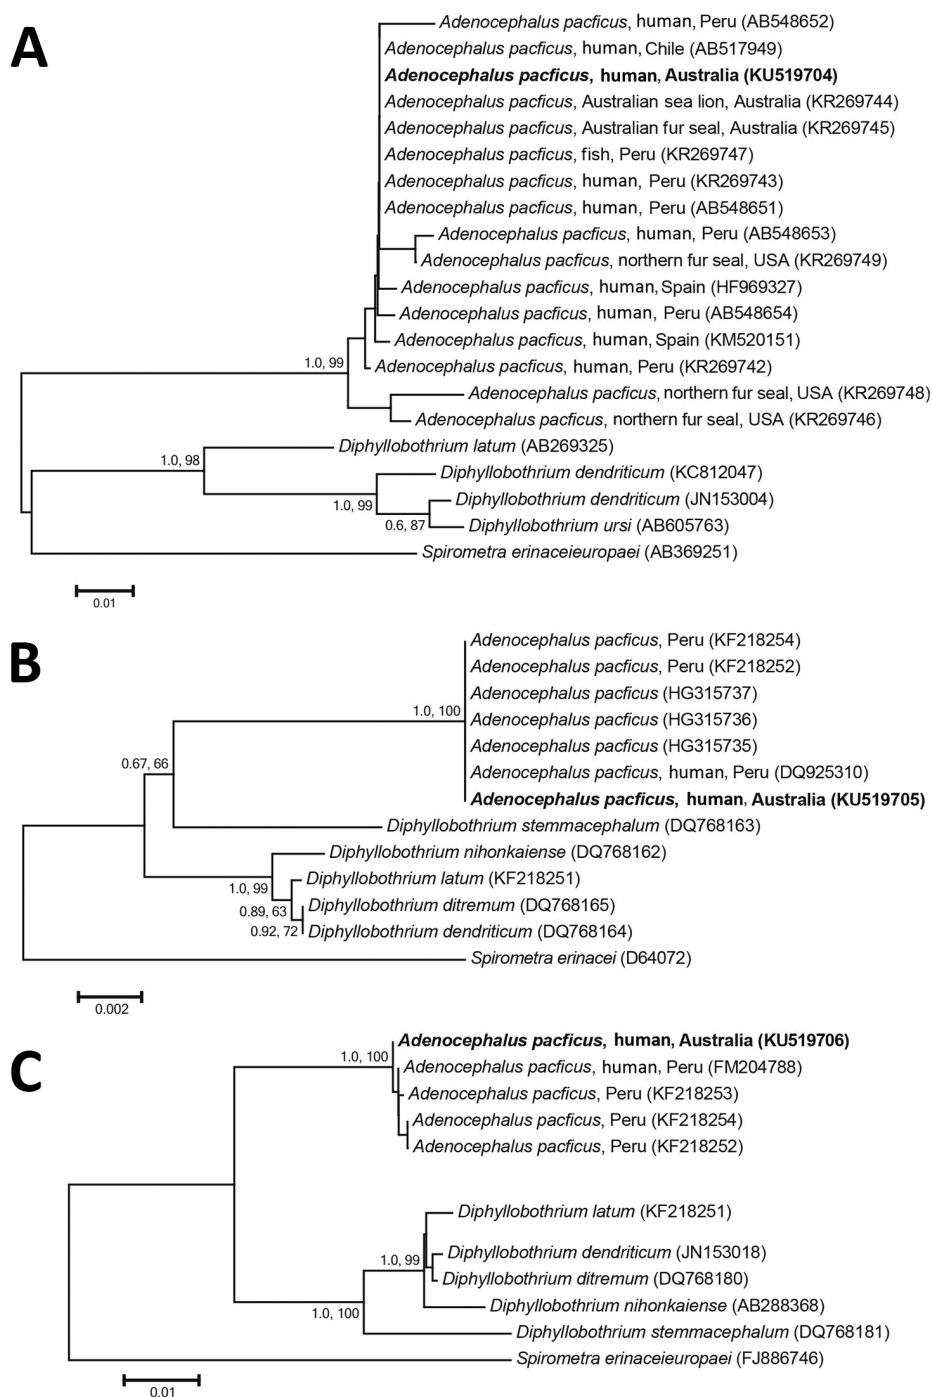 A
Adenocephalus pacficus, human, Peru (AB548652)
Adenocephalus pacficus, human, Chile (AB517949)
Adenocephalus pacficus, human, Australia (KU519704)
Adenocephalus pacficus, Australian sea lion, Australia (KR269744)
Adenocephalus pacficus, Australian fur seal, Australia (KR269745)
Adenocephalus pacficus, fish, Peru (KR269747)
Adenocephalus pacficus, human, Peru (KR269743)
Adenocephalus pacficus, human, Peru (AB548651)
Adenocephalus pacficus, human, Peru (AB548653)
Adenocephalus pacficus, northern fur seal, USA (KR269749)
Adenocephalus pacficus, human, Spain (HF969327)
Adenocephalus pacficus, human, Peru (AB548654)
Adenocephalus pacficus, human, Spain (KM520151)
1.0, 99
Adenocephalus pacficus, human, Peru (KR269742)
Adenocephalus pacficus, northern fur seal, USA (KR269748)
Adenocephalus pacficus, northern fur seal, USA (KR269746)
Diphyllobothrium latum (AB269325)
1.0, 98
Diphyllobothrium dendriticum (KC812047)
1.0, 99
Diphyllobothrium dendriticum (JN153004)
0.6, 87
Diphyllobothrium ursi (AB605763)
Spirometra erinaceieuropaei (AB369251)
0.01
B
Adenocephalus pacficus, Peru (KF218254)
Adenocephalus pacficus, Peru (KF218252)
Adenocephalus pacficus (HG315737)
1.0, 100
Adenocephalus pacficus (HG315736)
Adenocephalus pacficus (HG315735)
0.67, 66
Adenocephalus pacficus, human, Peru (DQ925310)
Adenocephalus pacficus, human, Australia (KU519705)
Diphyllobothrium stemmacephalum (DQ768163)
Diphyllobothrium nihonkaiense (DQ768162)
1.0, 99
Diphyllobothrium latum (KF218251)
0.89, 63
Diphyllobothrium ditremum (DQ768165)
0.92, 72
Diphyllobothrium dendriticum (DQ768164)
Spirometra erinacei (D64072)
0.002
C
Adenocephalus pacficus, human, Australia (KU519706)
1.0, 100
Adenocephalus pacficus, human, Peru (FM204788)
Adenocephalus pacficus, Peru (KF218253)
Adenocephalus pacficus, Peru (KF218254)
Adenocephalus pacficus, Peru (KF218252)
Diphyllobothrium latum (KF218251)
1.0, 99
Diphyllobothrium dendriticum (JN153018)
Diphyllobothrium ditremum (DQ768180)
1.0, 100
Diphyllobothrium nihonkaiense (AB288368)
Diphyllobothrium stemmacephalum (DQ768181)
Spirometra erinaceieuropaei (FJ886746)
0.01